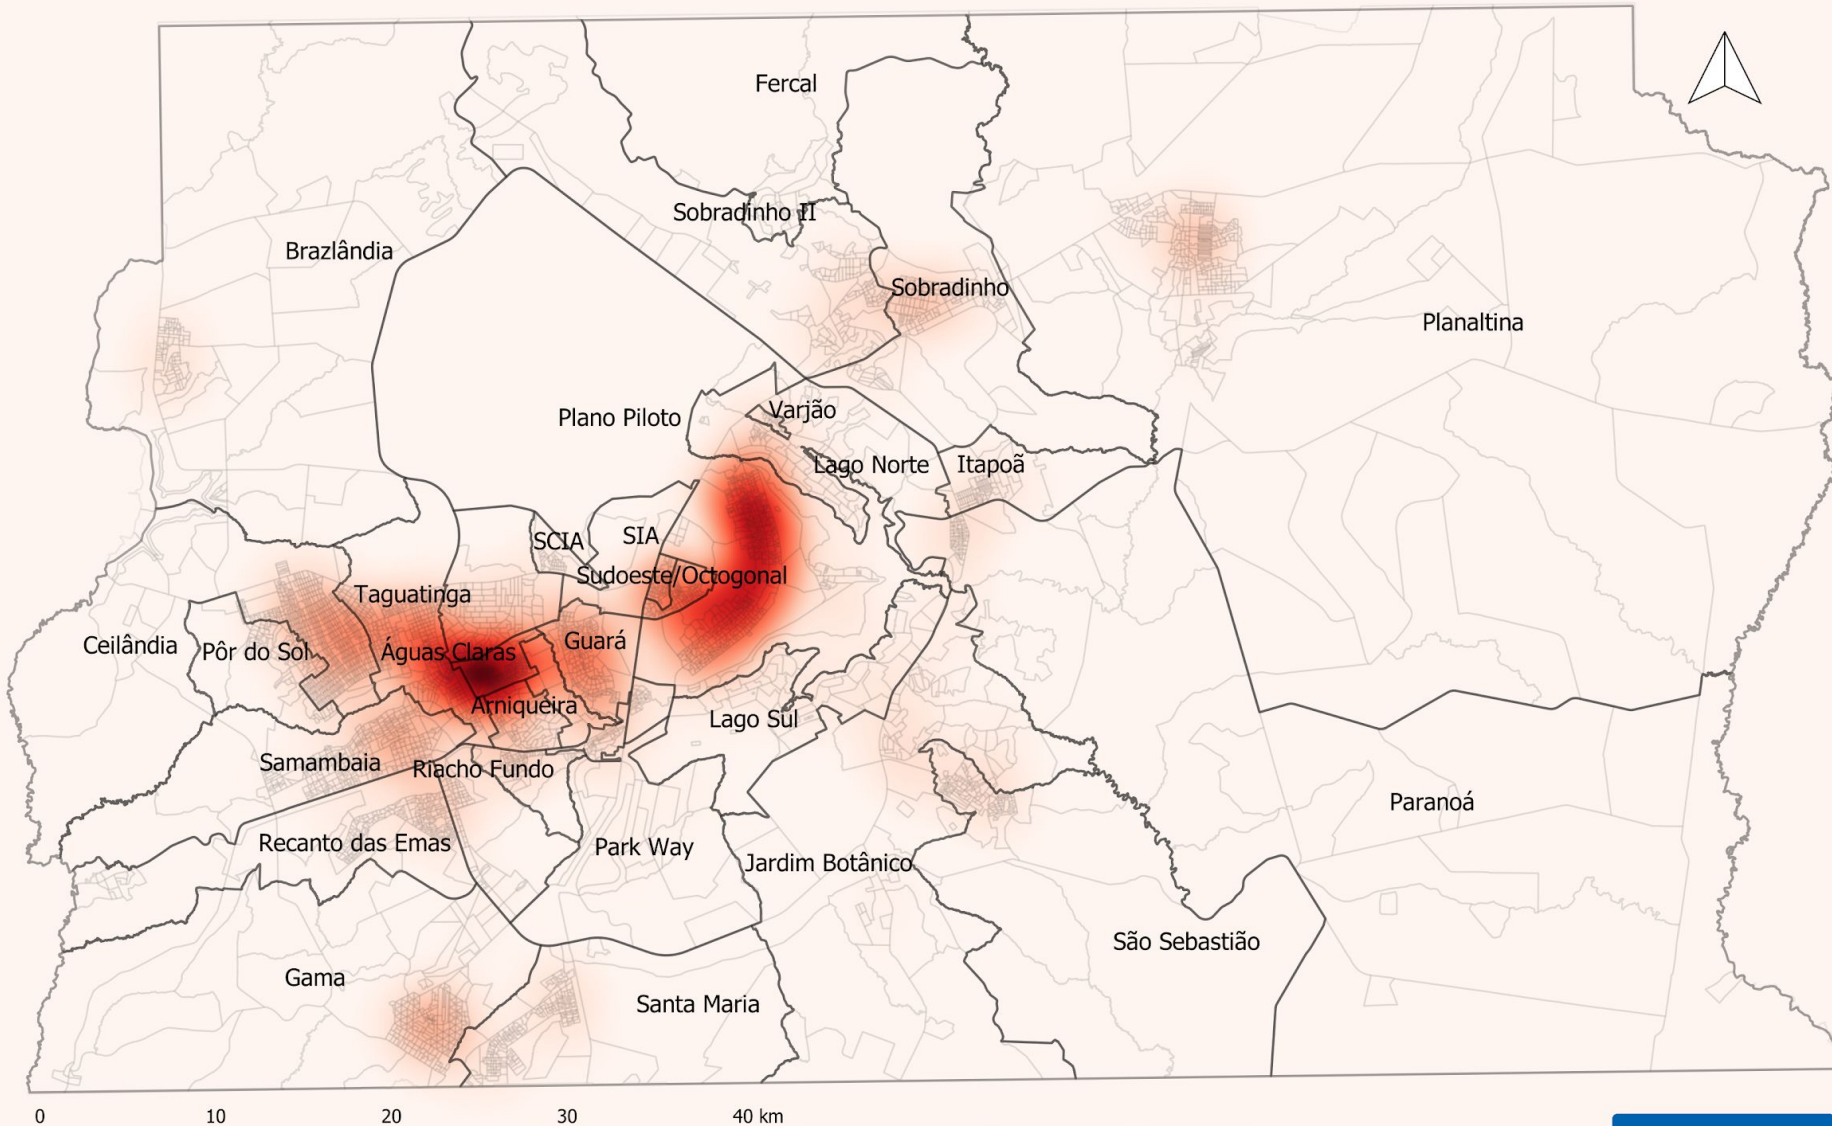 Fercal
Sobradinho II
Brazlândia
Sobradinho
Planaltina
Plano Piloto
Varjão
Lago Norte
Itapoã
SCIA
SIA
Sudoeste/Octogonal
Taguatinga
Ceilândia
Pôr do Sol
Águas Claras
Guará
Arniqueira
Lago Sul
Samambaia
Riacho Fundo
Paranoá
Recanto das Emas
Park Way
Jardim Botânico
São Sebastião
Gama
Santa Maria
0 10 20 30 40 km